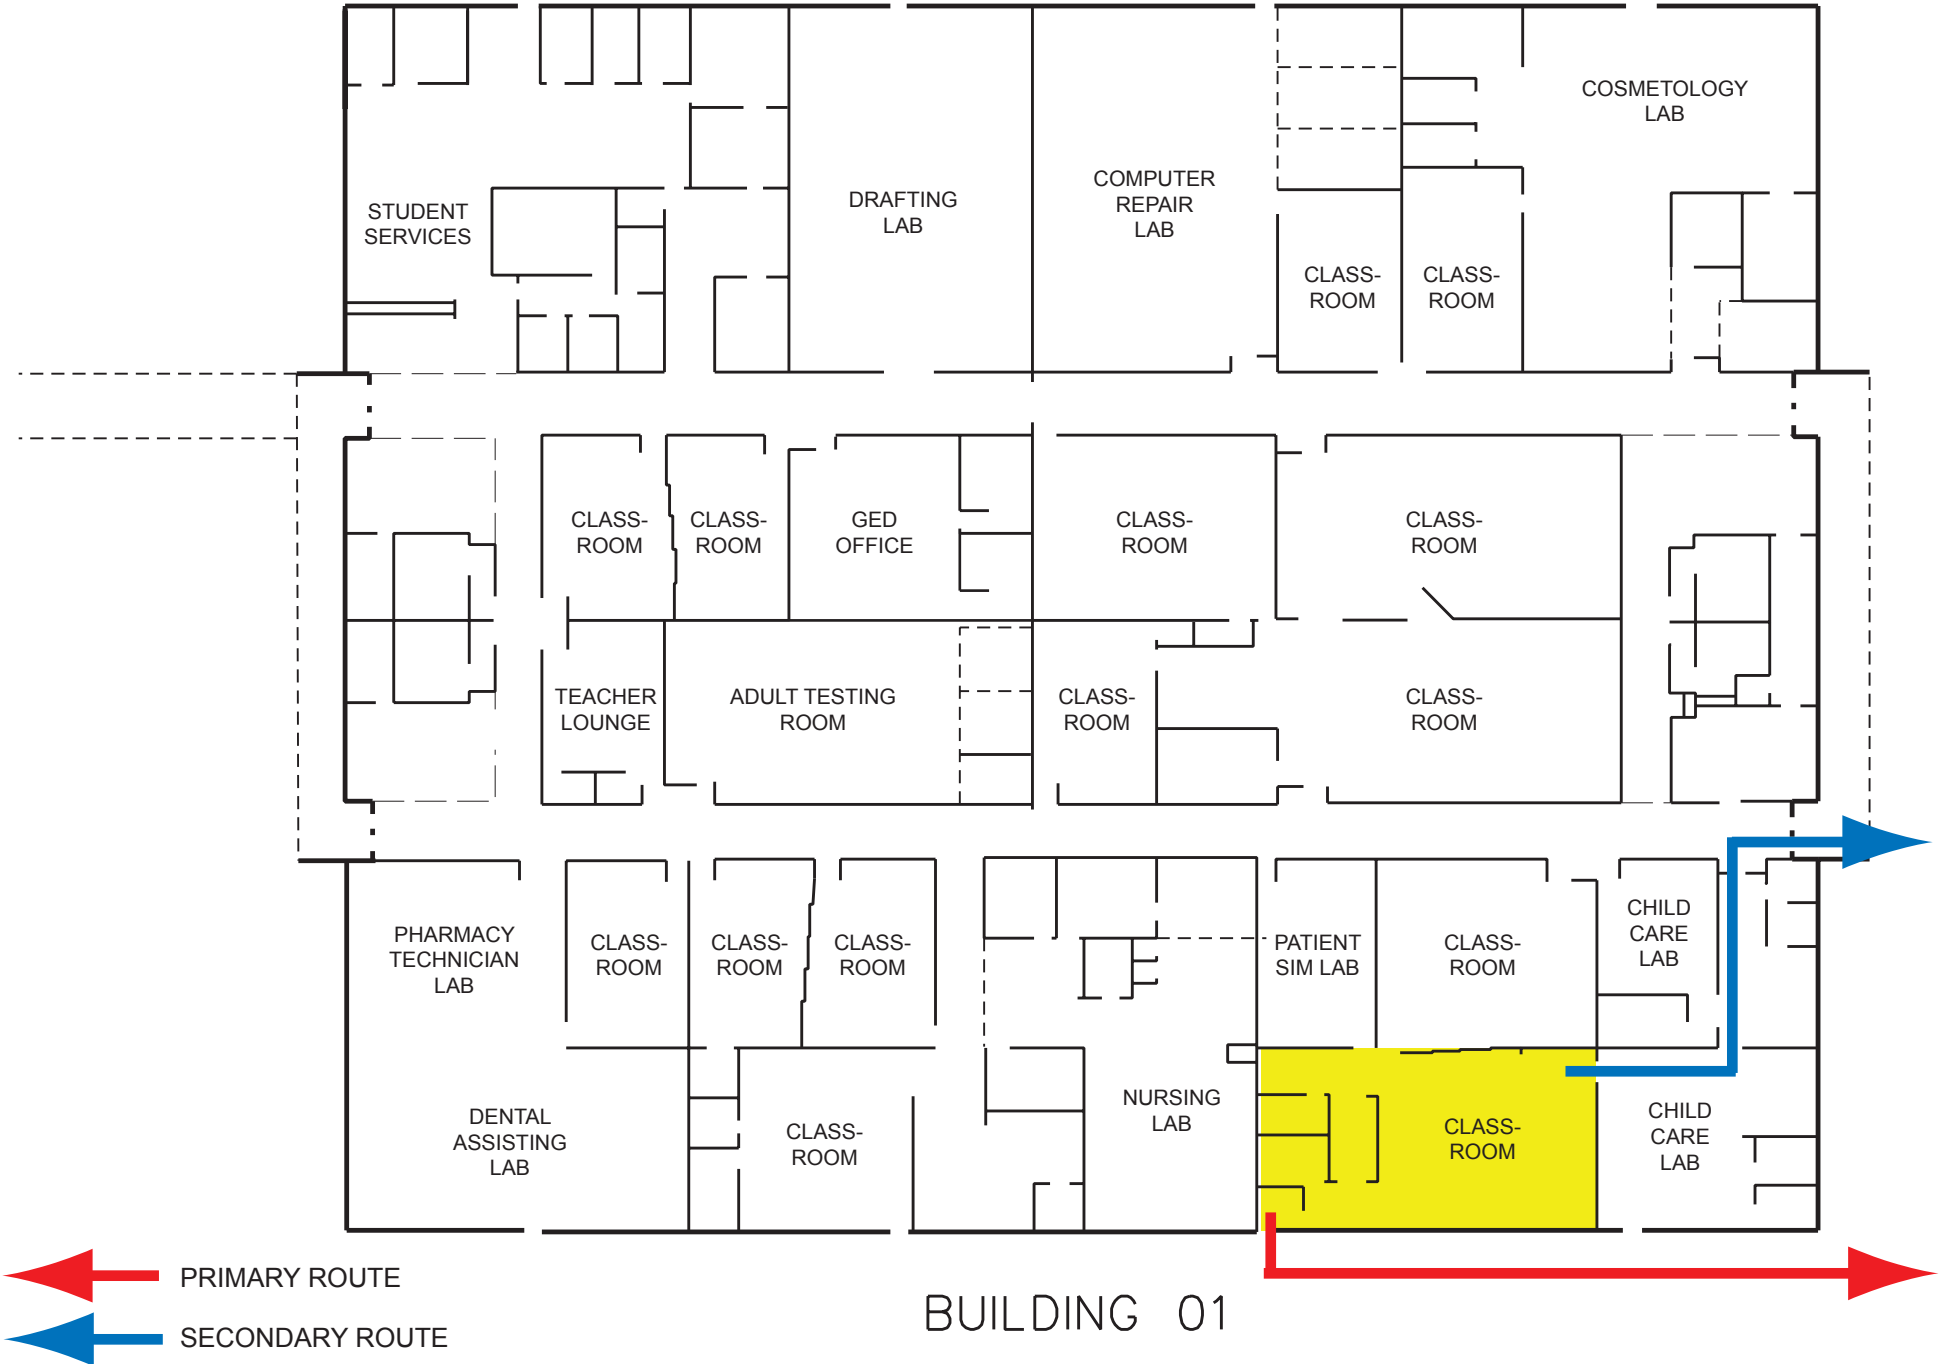 COSMETOLOGY
LAB
COMPUTER
REPAIR
LAB
DRAFTING
LAB
STUDENT
SERVICES
CLASS-
ROOM
CLASS-
ROOM
CLASS-
ROOM
CLASS-
ROOM
GED
OFFICE
CLASS-
ROOM
CLASS-
ROOM
TEACHER
LOUNGE
ADULT TESTING
ROOM
CLASS-
ROOM
CLASS-
ROOM
PHARMACY
TECHNICIAN
LAB
CLASS-
ROOM
CLASS-
ROOM
CLASS-
ROOM
PATIENT
SIM LAB
CLASS-
ROOM
CHILD
CARE
LAB
DENTAL
ASSISTING
LAB
CLASS-
ROOM
NURSING
LAB
CLASS-
ROOM
CHILD
CARE
LAB
PRIMARY ROUTE
SECONDARY ROUTE
BUILDING 01